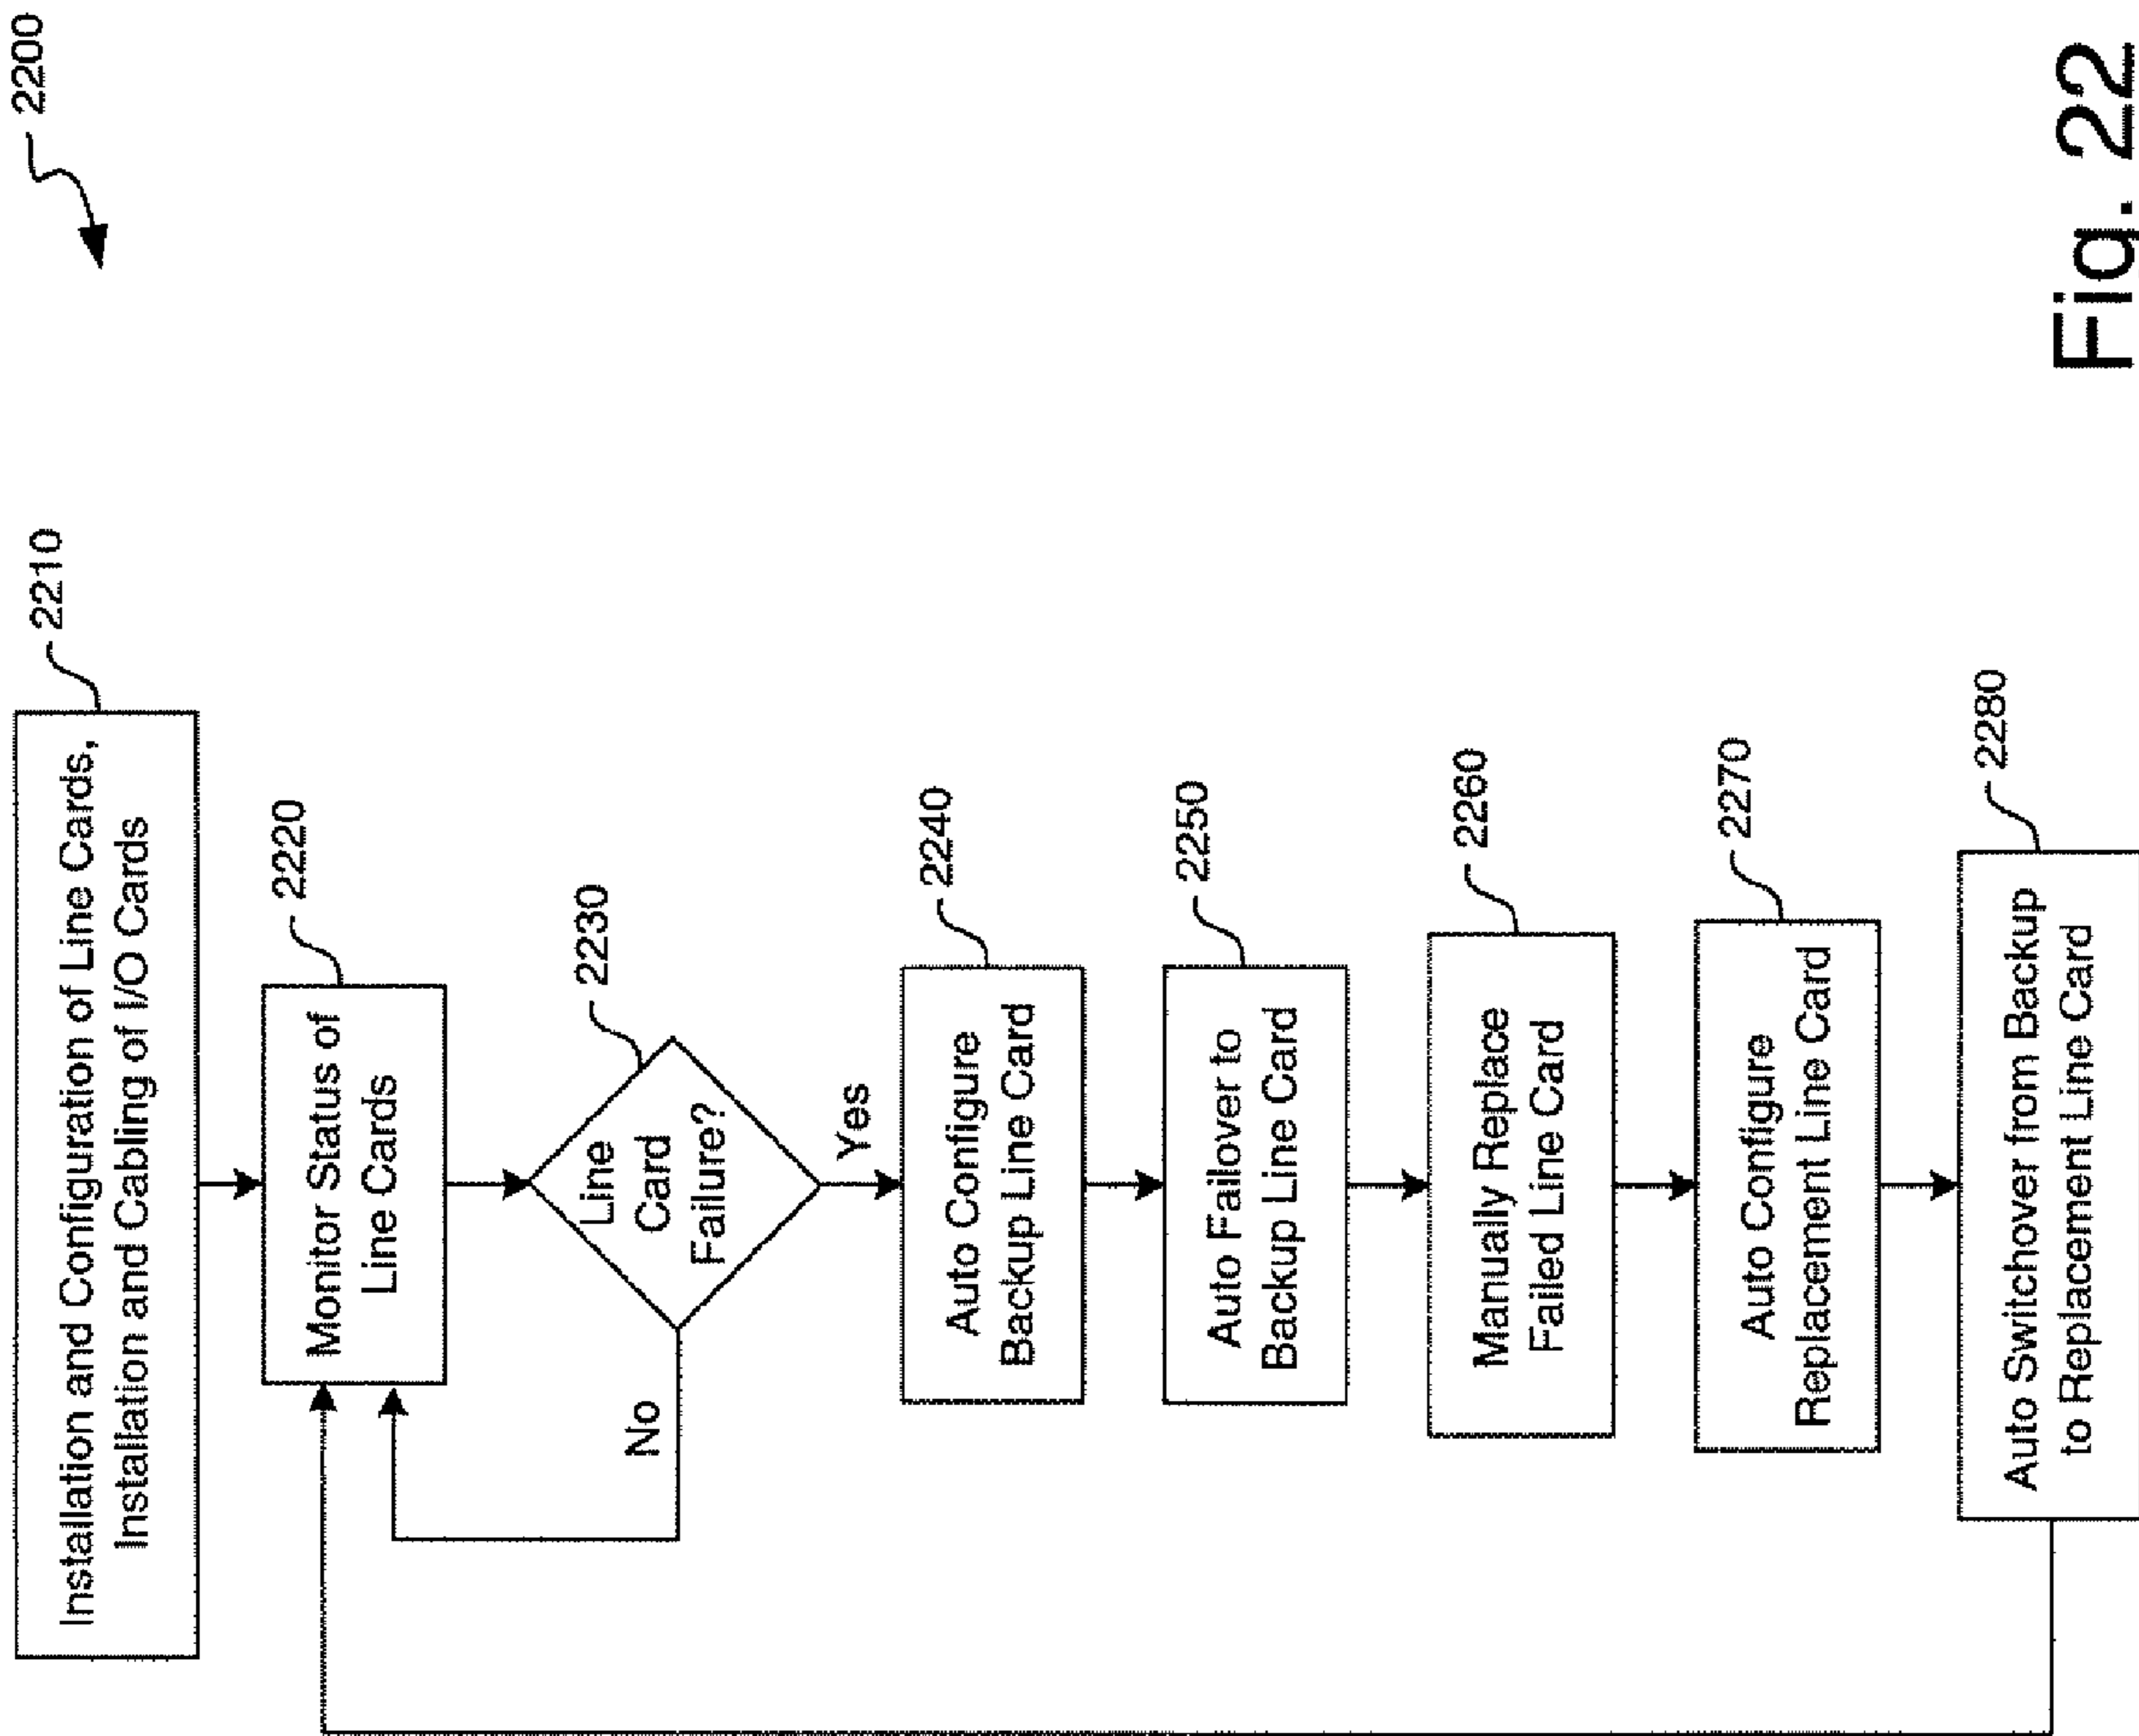 2200
Installation and Configuration of Line Cards,
Installation and Cabling of I/O Cards
2210
Monitor Status of
Line Cards
2220
Line
Card
Failure?
2230
No
Yes
Auto Configure
Backup Line Card
2240
Auto Failover to
Backup Line Card
2250
Manually Replace
Failed Line Card
2260
Auto Configure
Replacement Line Card
2270
Auto Switchover from Backup
to Replacement Line Card
2280
Fig. 22